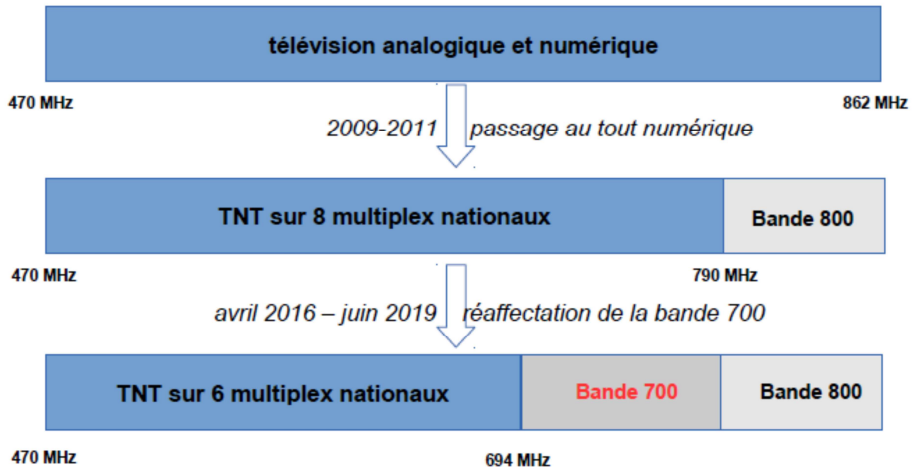 télévision analogique et numérique
470 MHz 862 MHz
2009-2011 passage au tout numérique
TNT sur 8 multiplex nationaux Bande 800
470 MHz 790 MHz
avril 2016 – juin 2019 réaffectation de la bande 700
TNT sur 6 multiplex nationaux Bande 700 Bande 800
470 MHz 694 MHz